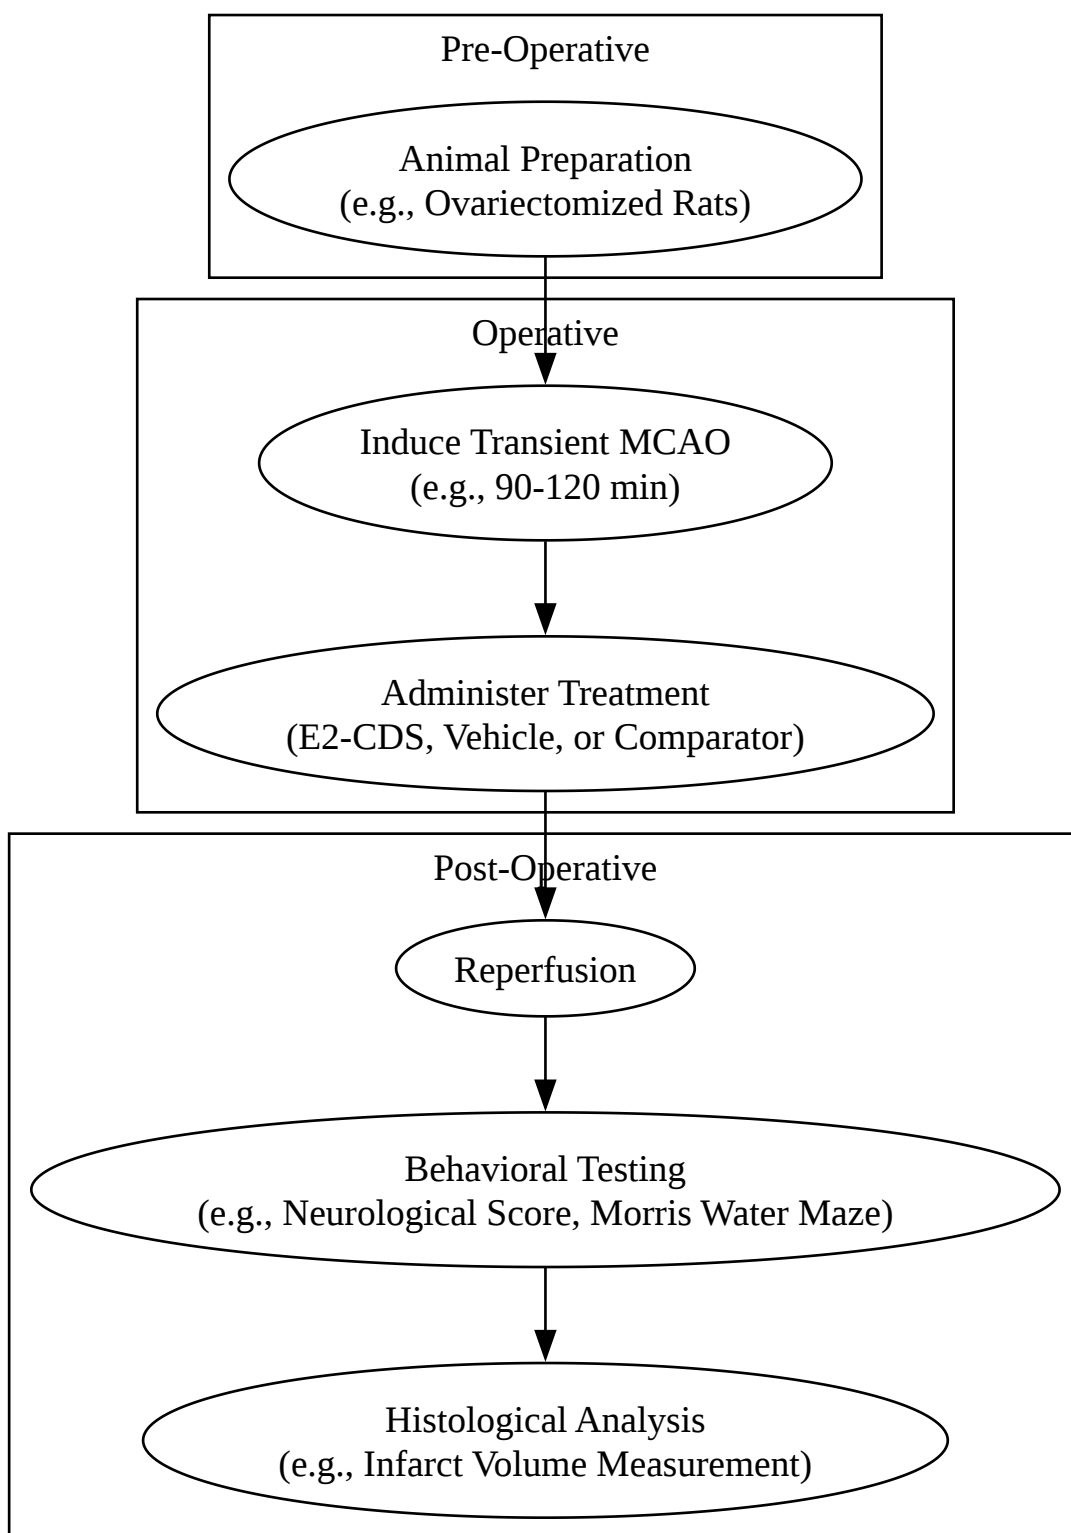 Pre-Operative
Animal Preparation
(e.g., Ovariectomized Rats)
Operative
Induce Transient MCAO
(e.g., 90-120 min)
Administer Treatment
(E2-CDS, Vehicle, or Comparator)
Post-Operative
Reperfusion
Behavioral Testing
(e.g., Neurological Score, Morris Water Maze)
Histological Analysis
(e.g., Infarct Volume Measurement)